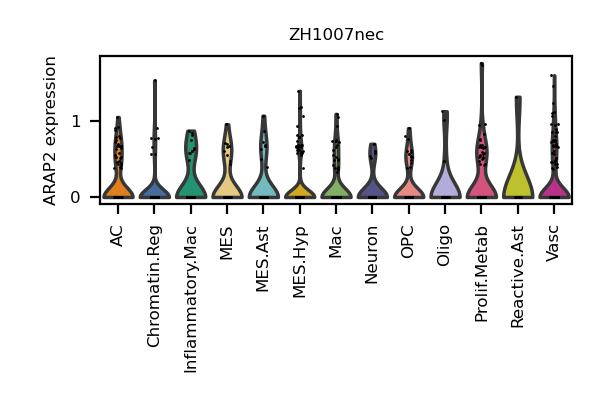 ZH1007nec
ARAP2 expression
1
0
AC
Chromatin.Reg
Inflammatory.Mac
MES
MES.Ast
MES.Hyp
Mac
Neuron
OPC
Oligo
Prolif.Metab
Reactive.Ast
Vasc